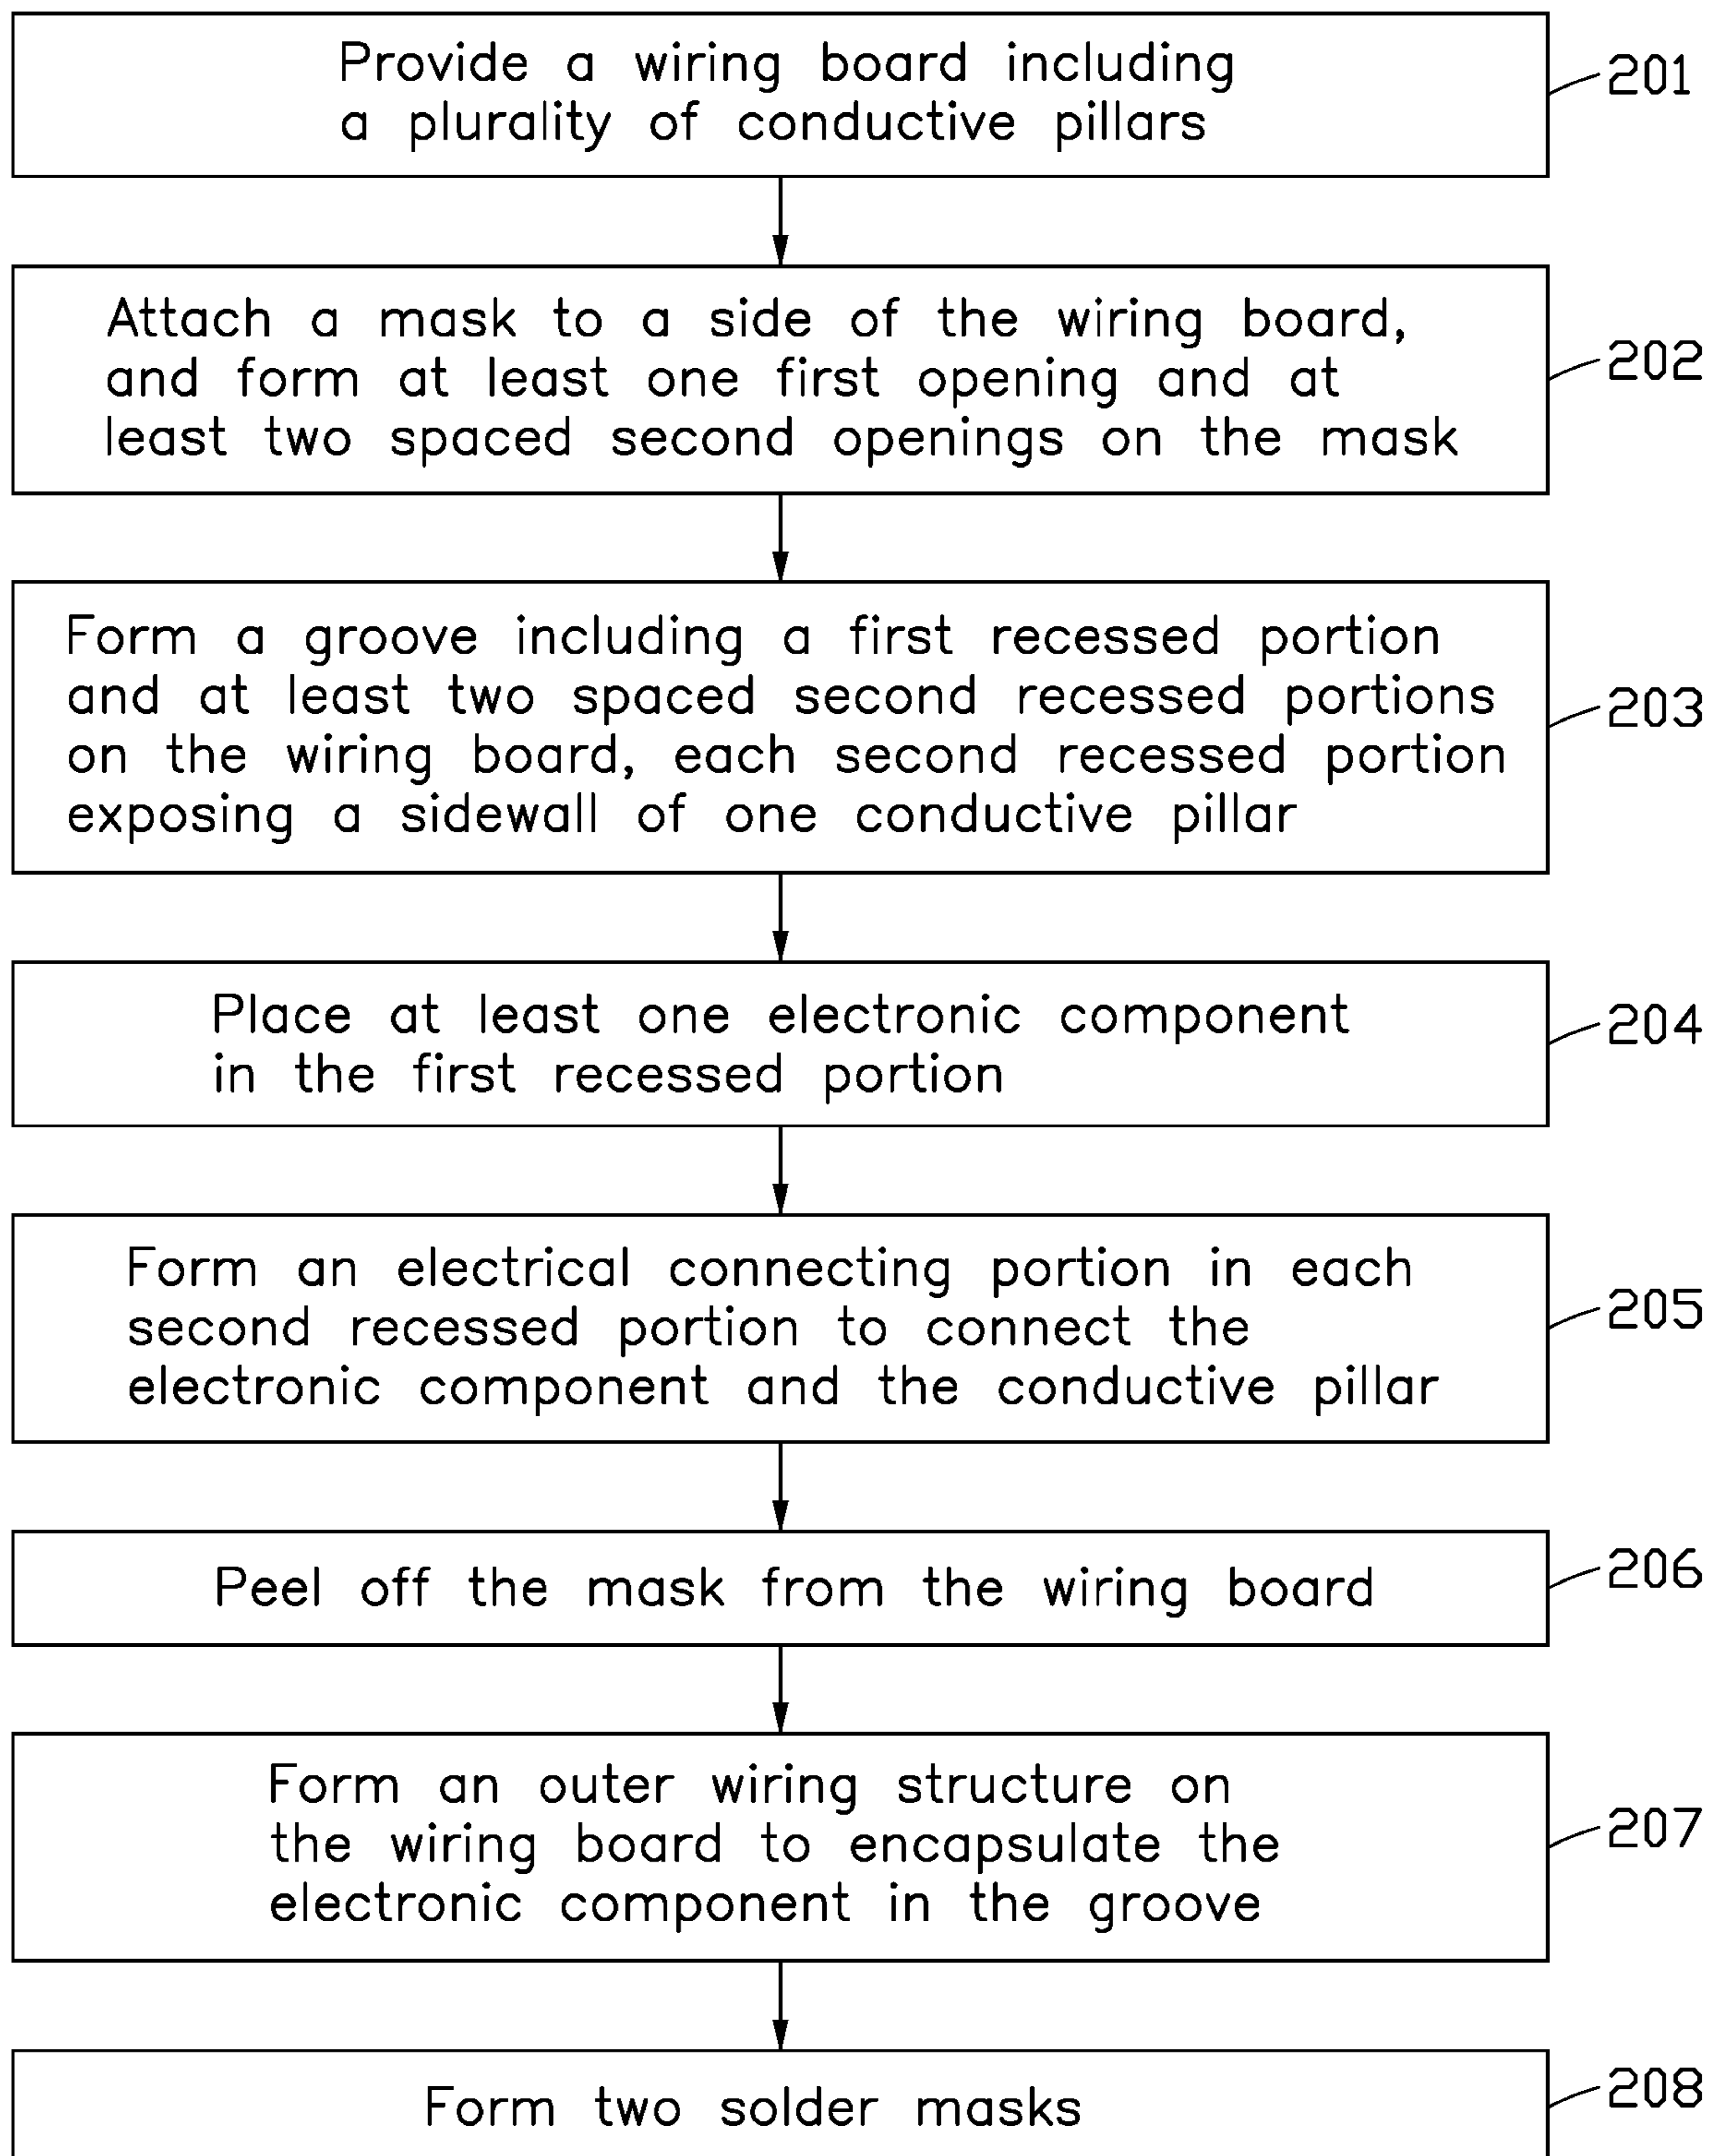 Provide a wiring board including
a plurality of conductive pillars
201
Attach a mask to a side of the wiring board,
and form at least one first opening and at
least two spaced second openings on the mask
202
Form a groove including a first recessed portion
and at least two spaced second recessed portions
on the wiring board, each second recessed portion
exposing a sidewall of one conductive pillar
203
Place at least one electronic component
in the first recessed portion
204
Form an electrical connecting portion in each
second recessed portion to connect the
electronic component and the conductive pillar
205
Peel off the mask from the wiring board
206
Form an outer wiring structure on
the wiring board to encapsulate the
electronic component in the groove
207
Form two solder masks
208